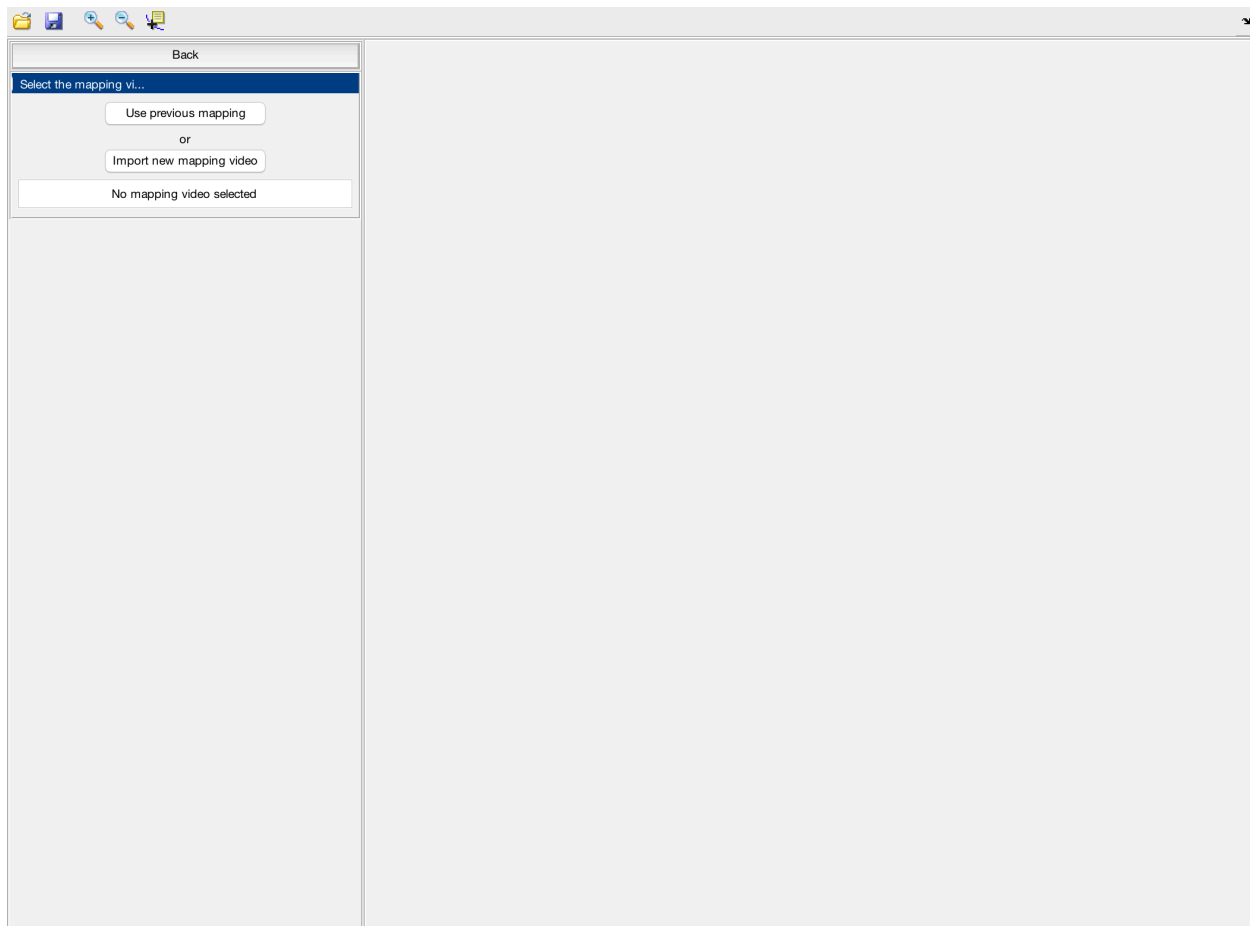 Back
Select the mapping vi...
Use previous mapping
or
Import new mapping video
No mapping video selected